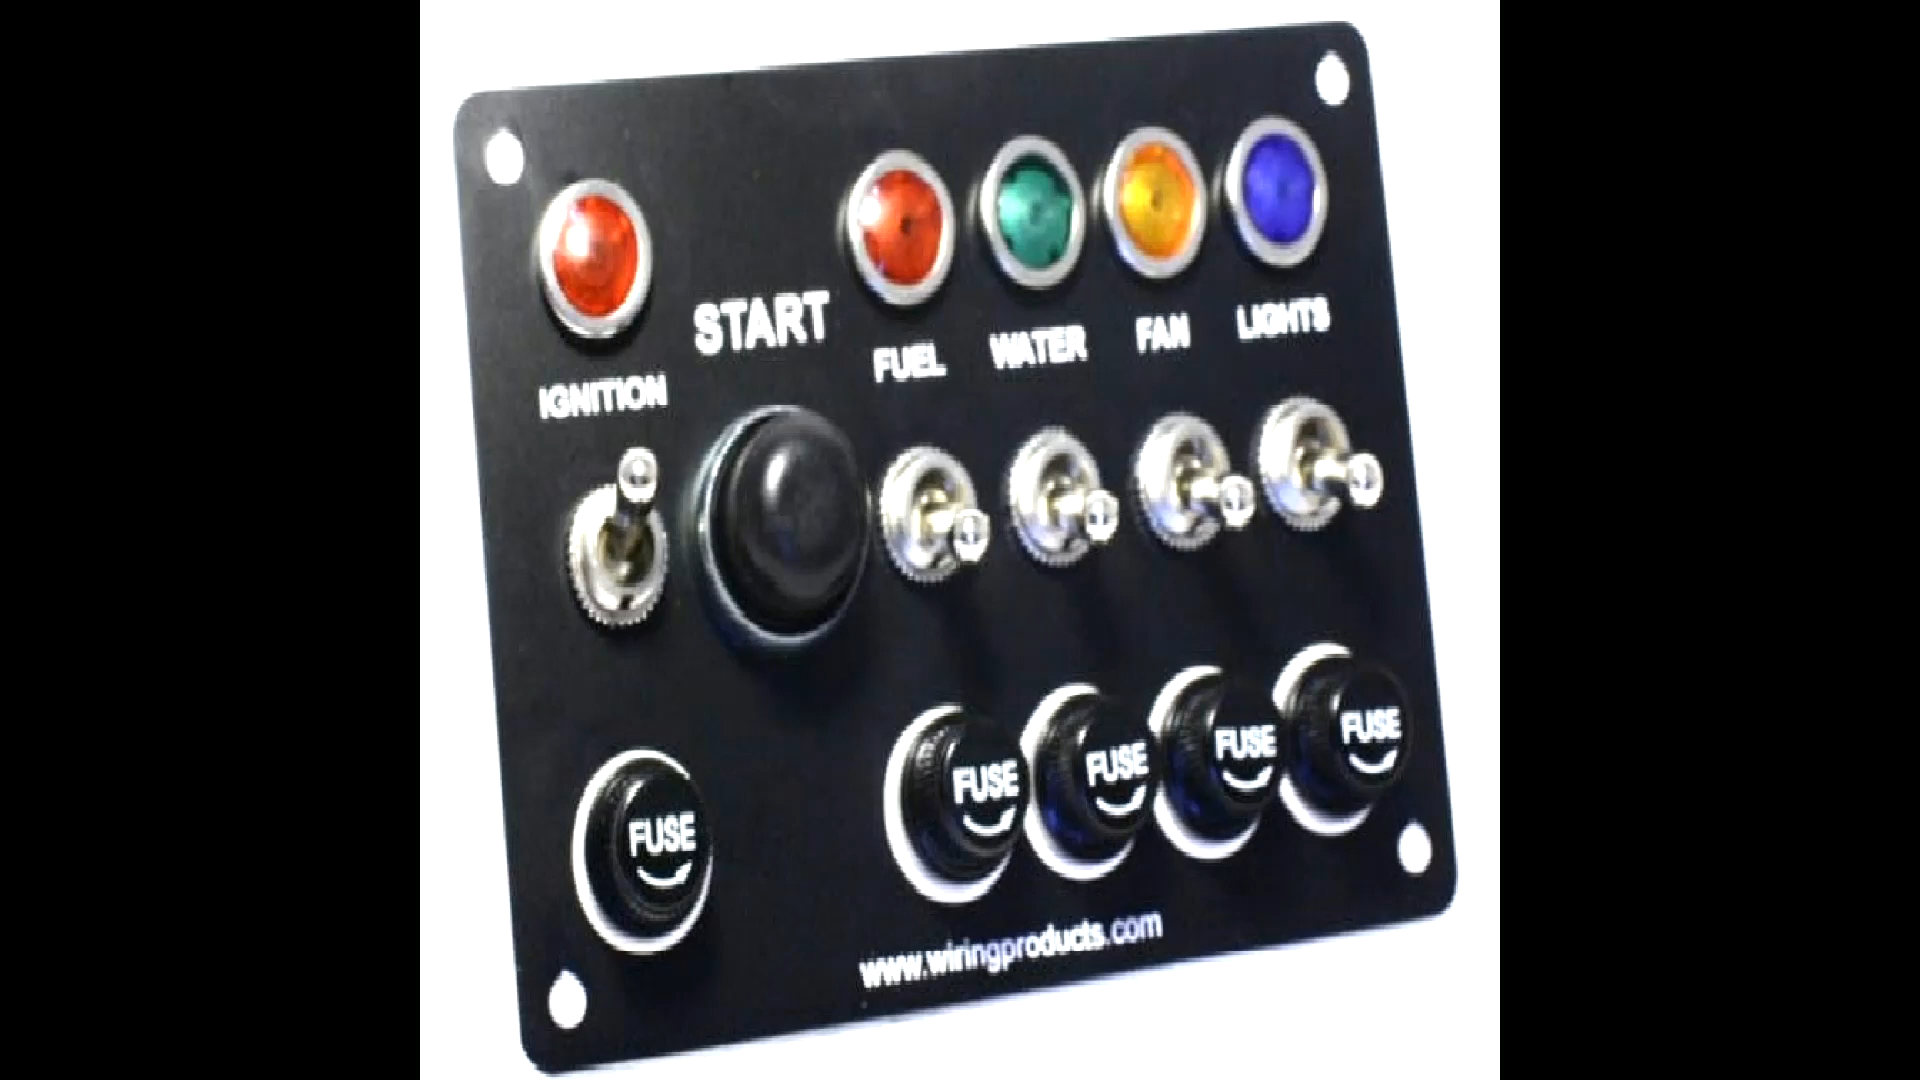 START
IGNITION
FUEL
WATER
FAN
LIGHTS
FUSE
FUSE
FUSE
FUSE
FUSE
www.wiringproducts.com